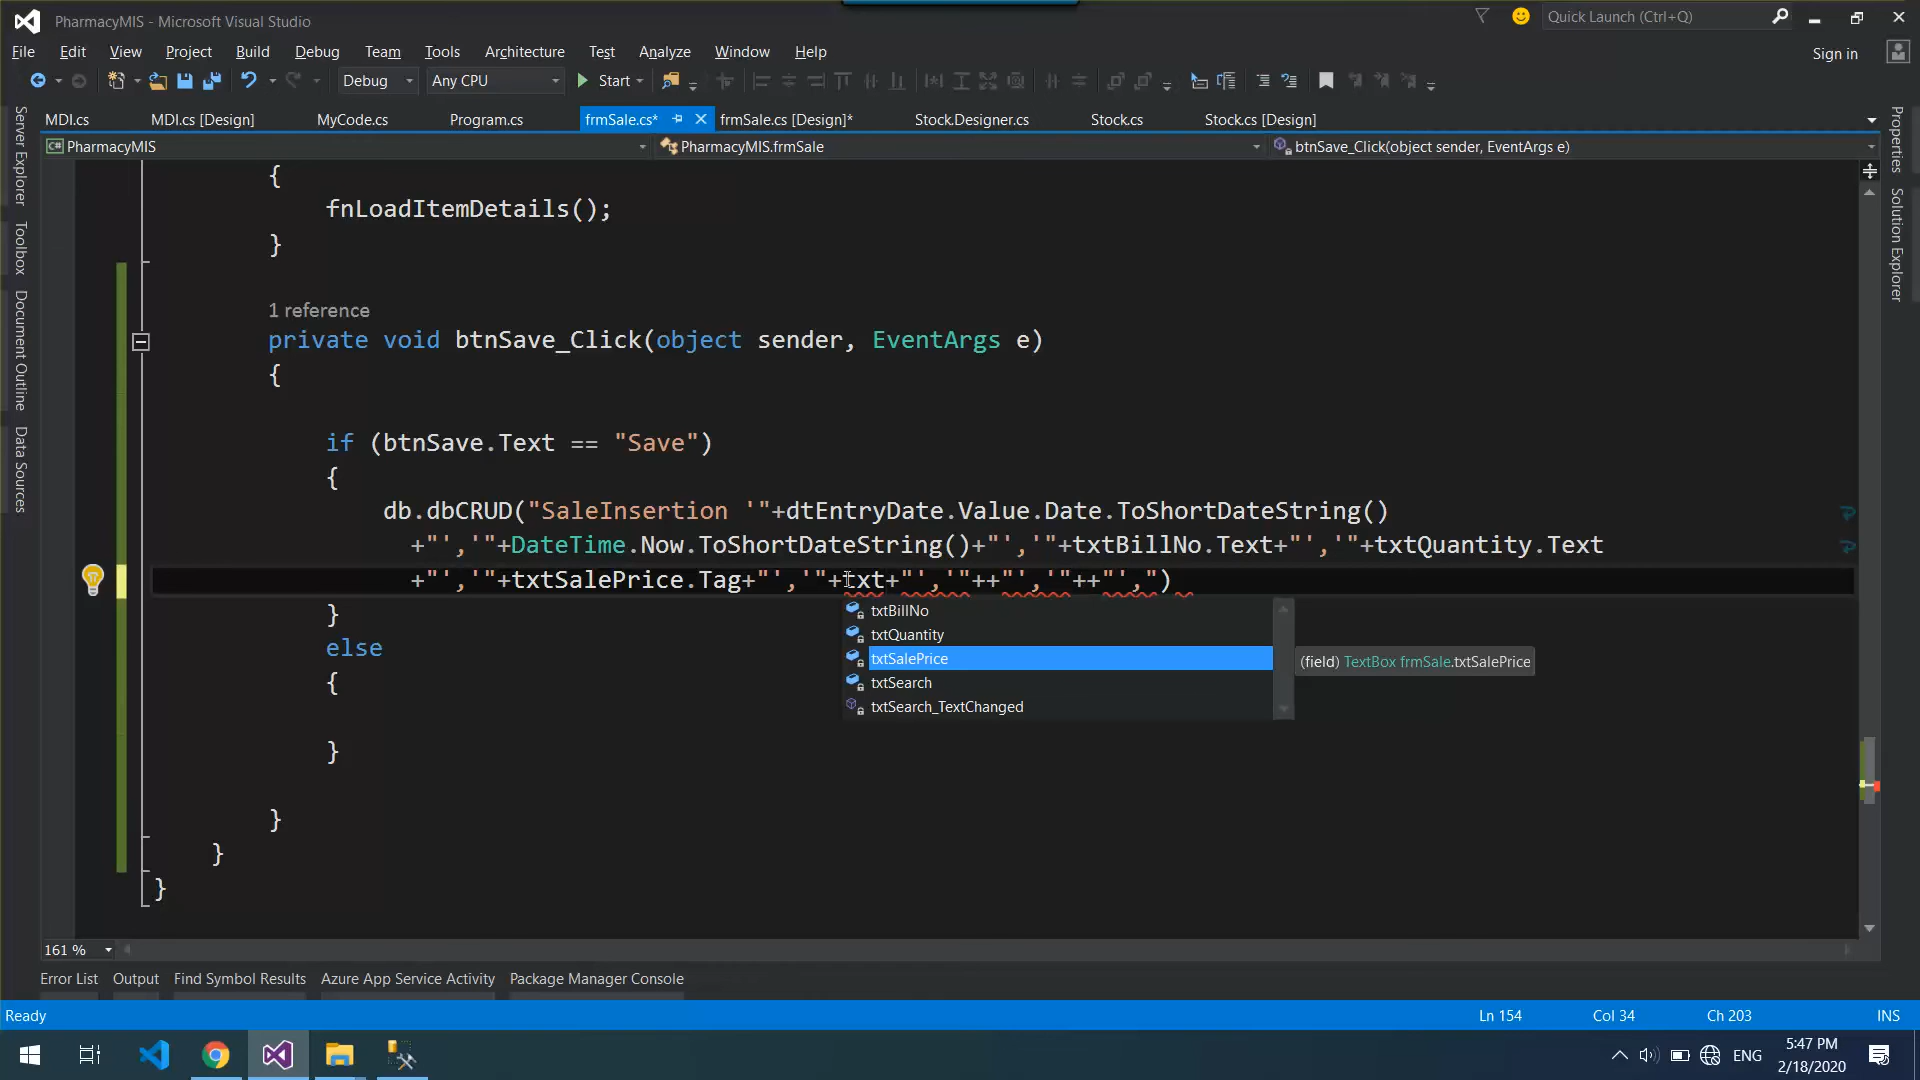 PharmacyMIS - Microsoft Visual Studio
Quick Launch (Ctrl+Q)
File Edit View Project Build Debug Team Tools Architecture Test Analyze Window Help
Sign in
Debug Any CPU Start
MDI.cs MDI.cs [Design] MyCode.cs Program.cs frmSale.cs* frmSale.cs [Design]* Stock.Designer.cs Stock.cs Stock.cs [Design]
C# PharmacyMIS PharmacyMIS.frmSale btnSave_Click(object sender, EventArgs e)
Server Explorer
Toolbox
Document Outline
Data Sources
Properties
Solution Explorer
{
fnLoadItemDetails();
}
1 reference
private void btnSave_Click(object sender, EventArgs e)
{
if (btnSave.Text == "Save")
{
db.dbCRUD("SaleInsertion '"+dtEntryDate.Value.Date.ToShortDateString()
+"','"+DateTime.Now.ToShortDateString()+"','"+txtBillNo.Text+"','"+txtQuantity.Text
+"','"+txtSalePrice.Tag+"','"+txt+"','"++"','"++"',")
}
else
{
}
}
}
}
txtBillNo
txtQuantity
txtSalePrice
txtSearch
txtSearch_TextChanged
(field) TextBox frmSale.txtSalePrice
161 %
Error List Output Find Symbol Results Azure App Service Activity Package Manager Console
Ready Ln 154 Col 34 Ch 203 INS
ENG
5:47 PM
2/18/2020